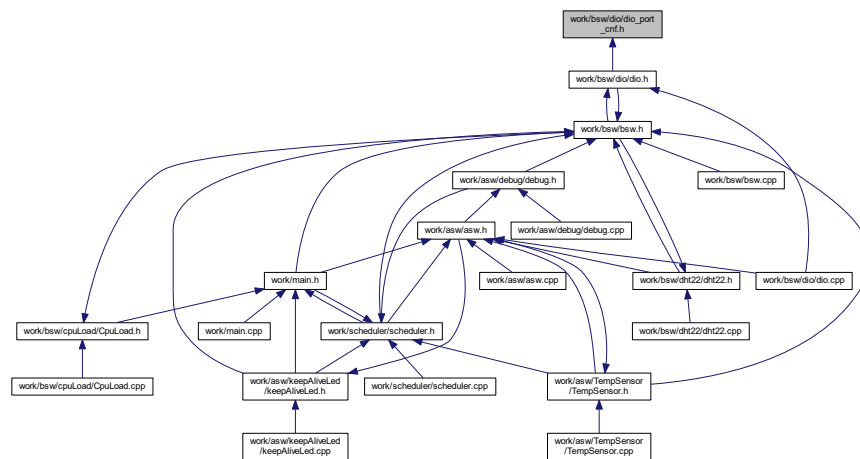 work/bsw/dio/dio_port
_cnf.h
work/bsw/dio/dio.h
work/bsw/bsw.h
work/asw/debug/debug.h
work/bsw/bsw.cpp
work/asw/asw.h
work/asw/debug/debug.cpp
work/main.h
work/asw/asw.cpp
work/bsw/dht22/dht22.h
work/bsw/dio/dio.cpp
work/bsw/cpuLoad/CpuLoad.h
work/main.cpp
work/scheduler/scheduler.h
work/bsw/dht22/dht22.cpp
work/bsw/cpuLoad/CpuLoad.cpp
work/asw/keepAliveLed
/keepAliveLed.h
work/scheduler/scheduler.cpp
work/asw/TempSensor
/TempSensor.h
work/asw/keepAliveLed
/keepAliveLed.cpp
work/asw/TempSensor
/TempSensor.cpp